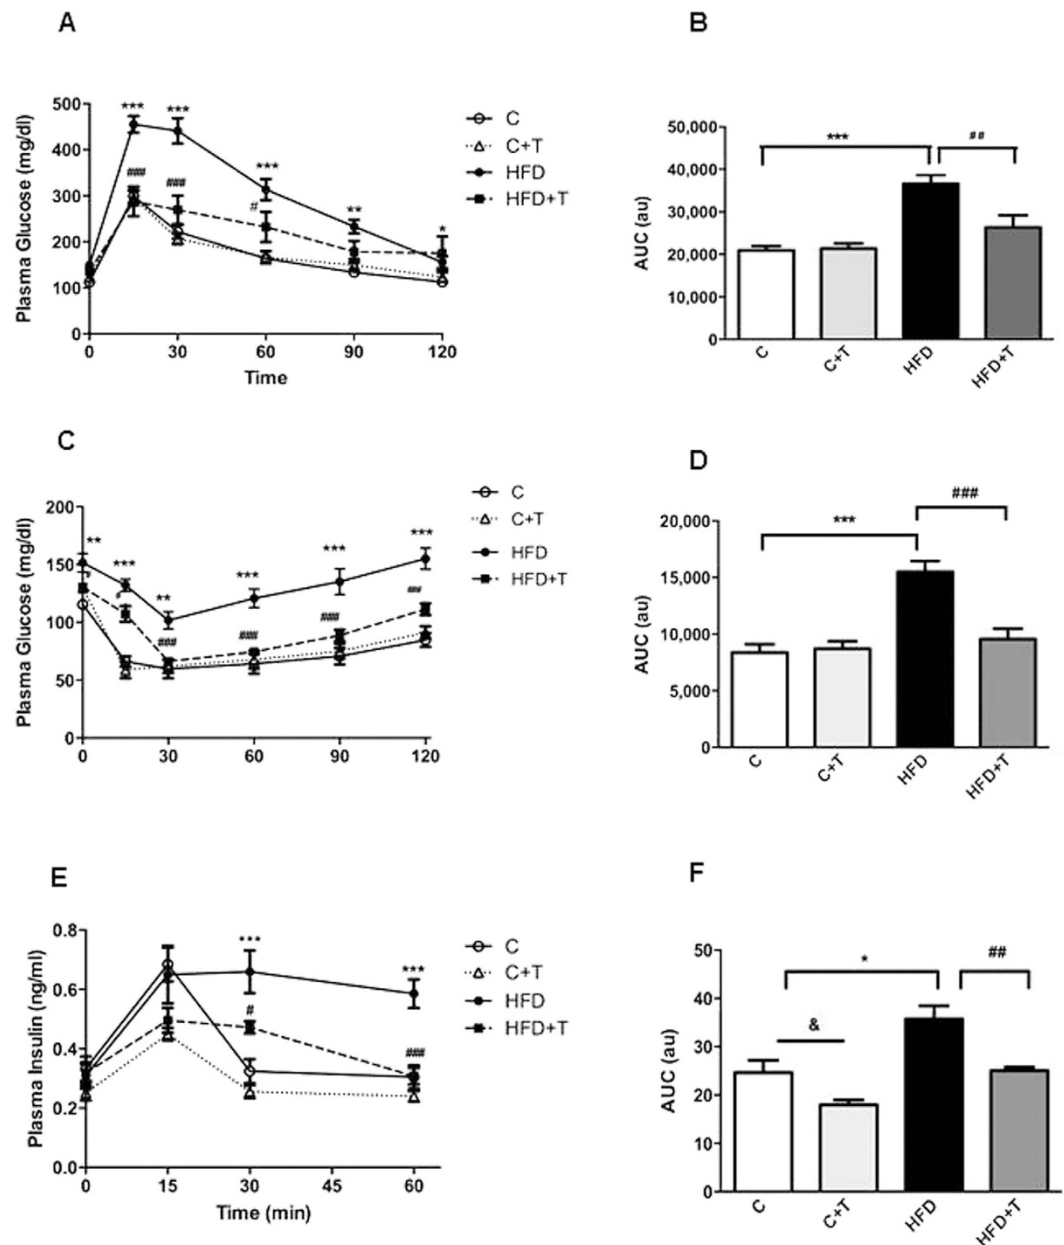 A
B
Plasma Glucose (mg/dl)
500
400
300
200
100
0
*** *** *** ** *
### ### #
0 30 60 90 120
Time
C
C+T
HFD
HFD+T
AUC (au)
50,000
40,000
30,000
20,000
10,000
0
*** ##
C C+T HFD HFD+T
C
D
Plasma Glucose (mg/dl)
200
150
100
50
0
** *** ** *** *** ***
# # ### ### ### ###
0 30 60 90 120
C
C+T
HFD
HFD+T
AUC (au)
20,000
15,000
10,000
5,000
0
*** ###
C C+T HFD HFD+T
E
F
Plasma Insulin (ng/ml)
0.8
0.6
0.4
0.2
0.0
*** ***
# ###
0 15 30 45 60
Time (min)
C
C+T
HFD
HFD+T
AUC (au)
50
40
30
20
10
0
* ##
&
C C+T HFD HFD+T